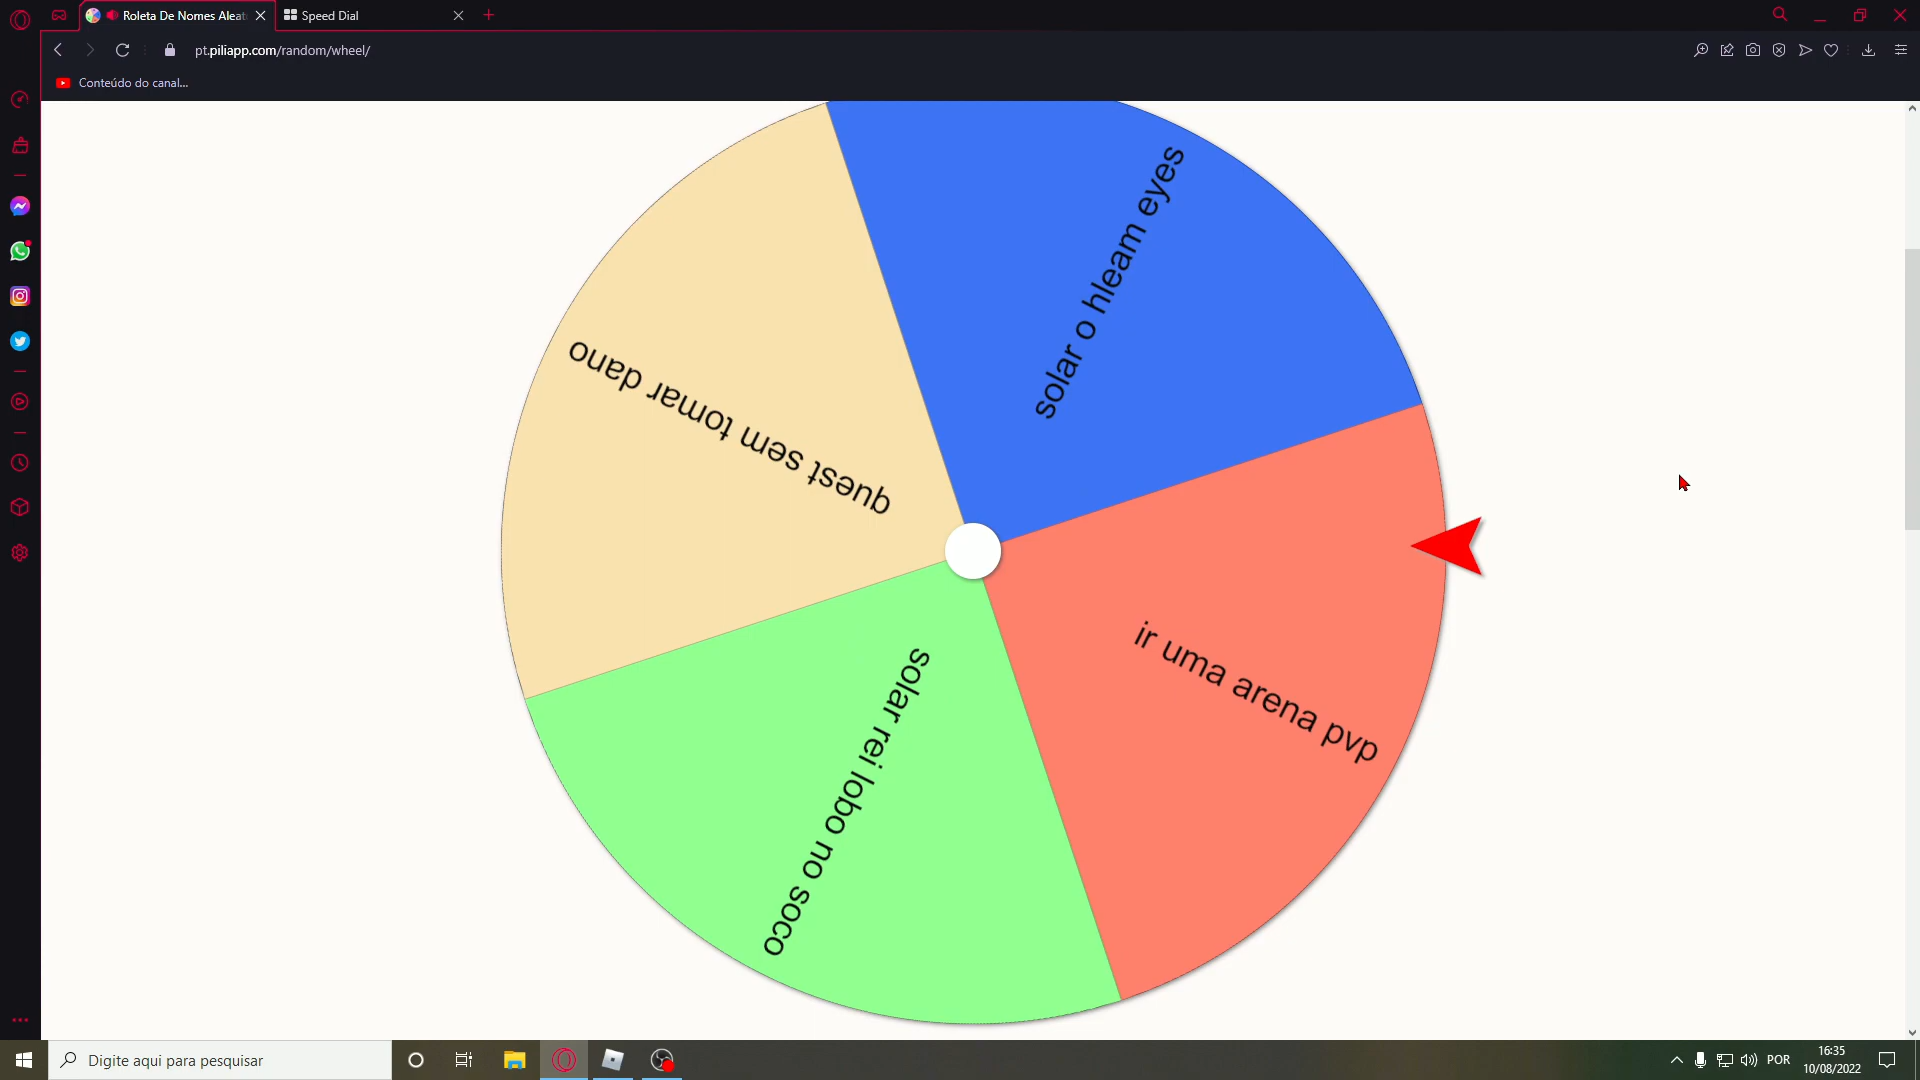 Roleta De Nomes Aleat
Speed Dial
pt.piliapp.com/random/wheel/
Conteúdo do canal...
solar o hleam eyes
quest sem tomar dano
ir uma arena pvp
solar rei lobo no soco
Digite aqui para pesquisar
POR
16:35
10/08/2022